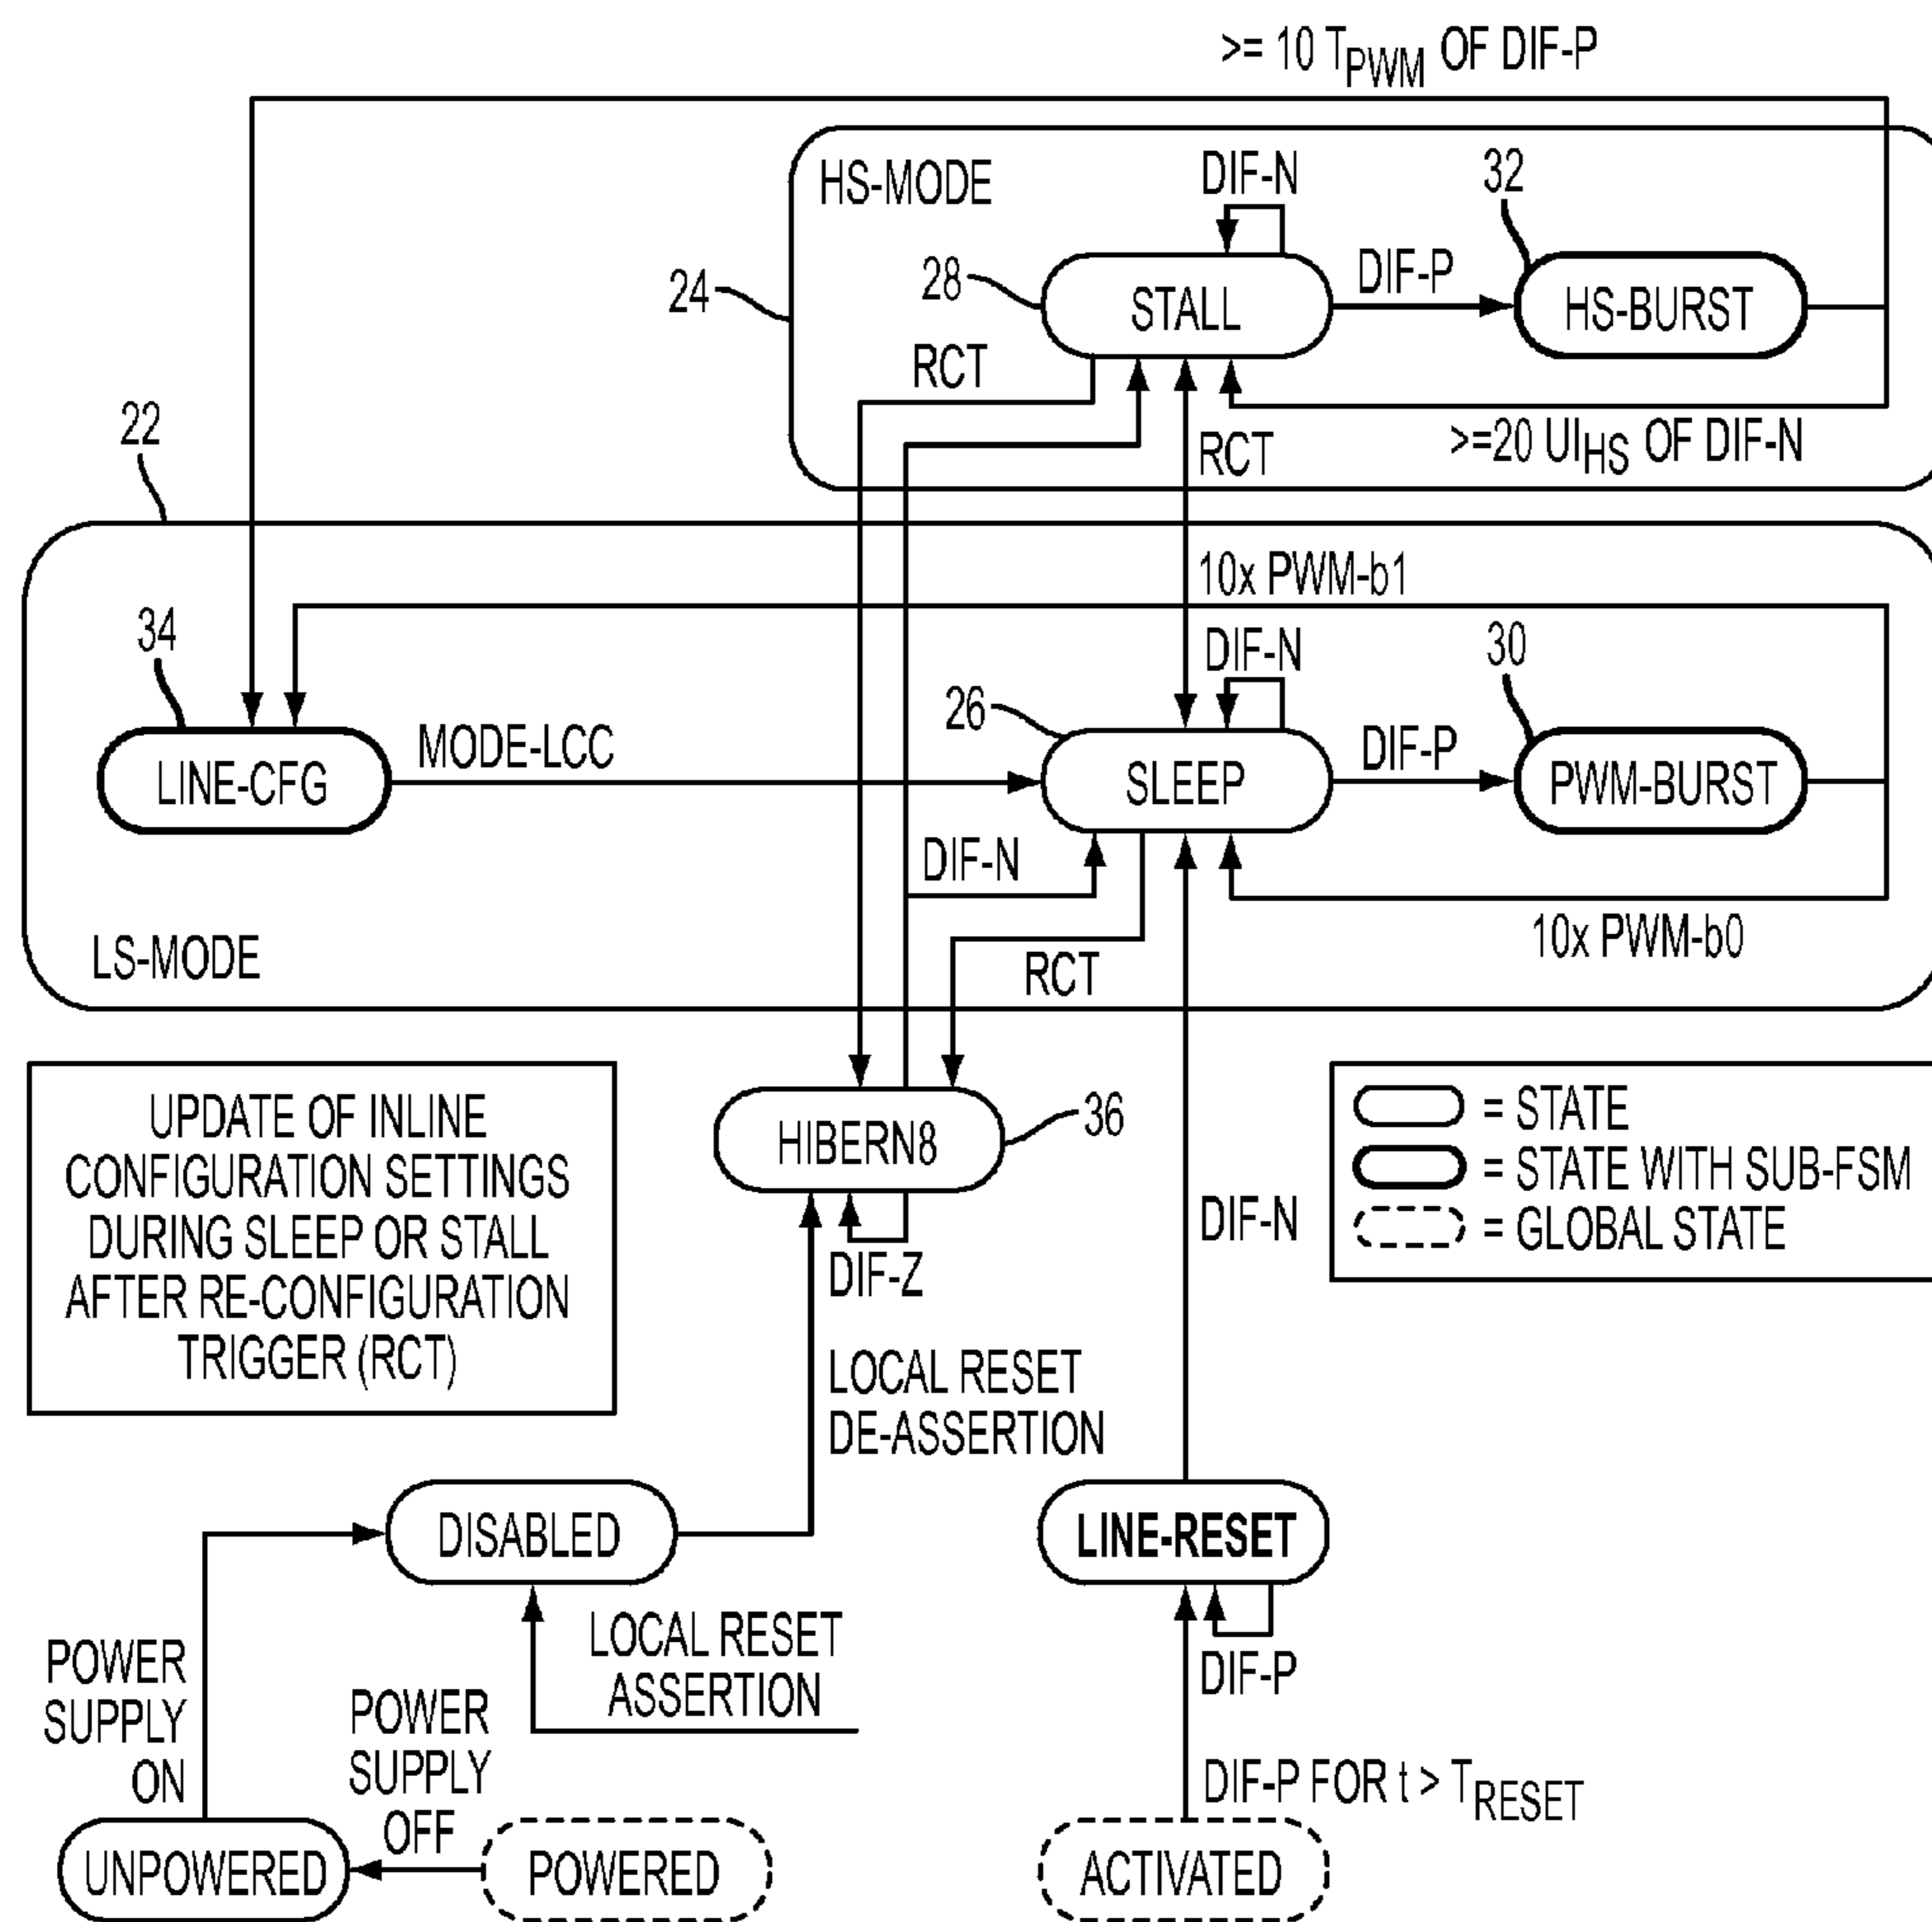 >= 10 TPWM OF DIF-P
HS-MODE
DIF-N
32
24
28
STALL
DIF-P
HS-BURST
RCT
RCT
>=20 UIHS OF DIF-N
22
10x PWM-b1
34
DIF-N
30
26
LINE-CFG
MODE-LCC
SLEEP
DIF-P
PWM-BURST
DIF-N
10x PWM-b0
LS-MODE
RCT
UPDATE OF INLINE
CONFIGURATION SETTINGS
DURING SLEEP OR STALL
AFTER RE-CONFIGURATION
TRIGGER (RCT)
HIBERN8
36
DIF-Z
DIF-N
= STATE
= STATE WITH SUB-FSM
= GLOBAL STATE
LOCAL RESET
DE-ASSERTION
DISABLED
LINE-RESET
LOCAL RESET
ASSERTION
DIF-P
POWER
SUPPLY
ON
POWER
SUPPLY
OFF
DIF-P FOR t > TRESET
UNPOWERED
POWERED
ACTIVATED